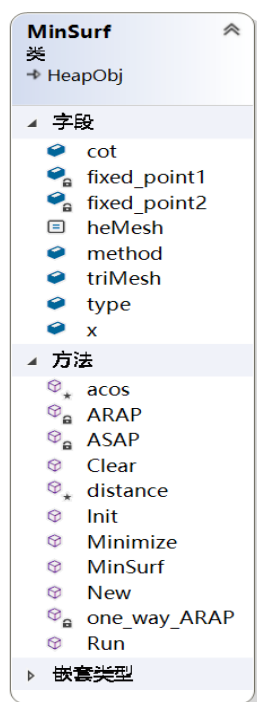 MinSurf
类
HeapObj
字段
cot
fixed_point1
fixed_point2
heMesh
method
triMesh
type
x
方法
acos
ARAP
ASAP
Clear
distance
Init
Minimize
MinSurf
New
one_way_ARAP
Run
嵌套类型